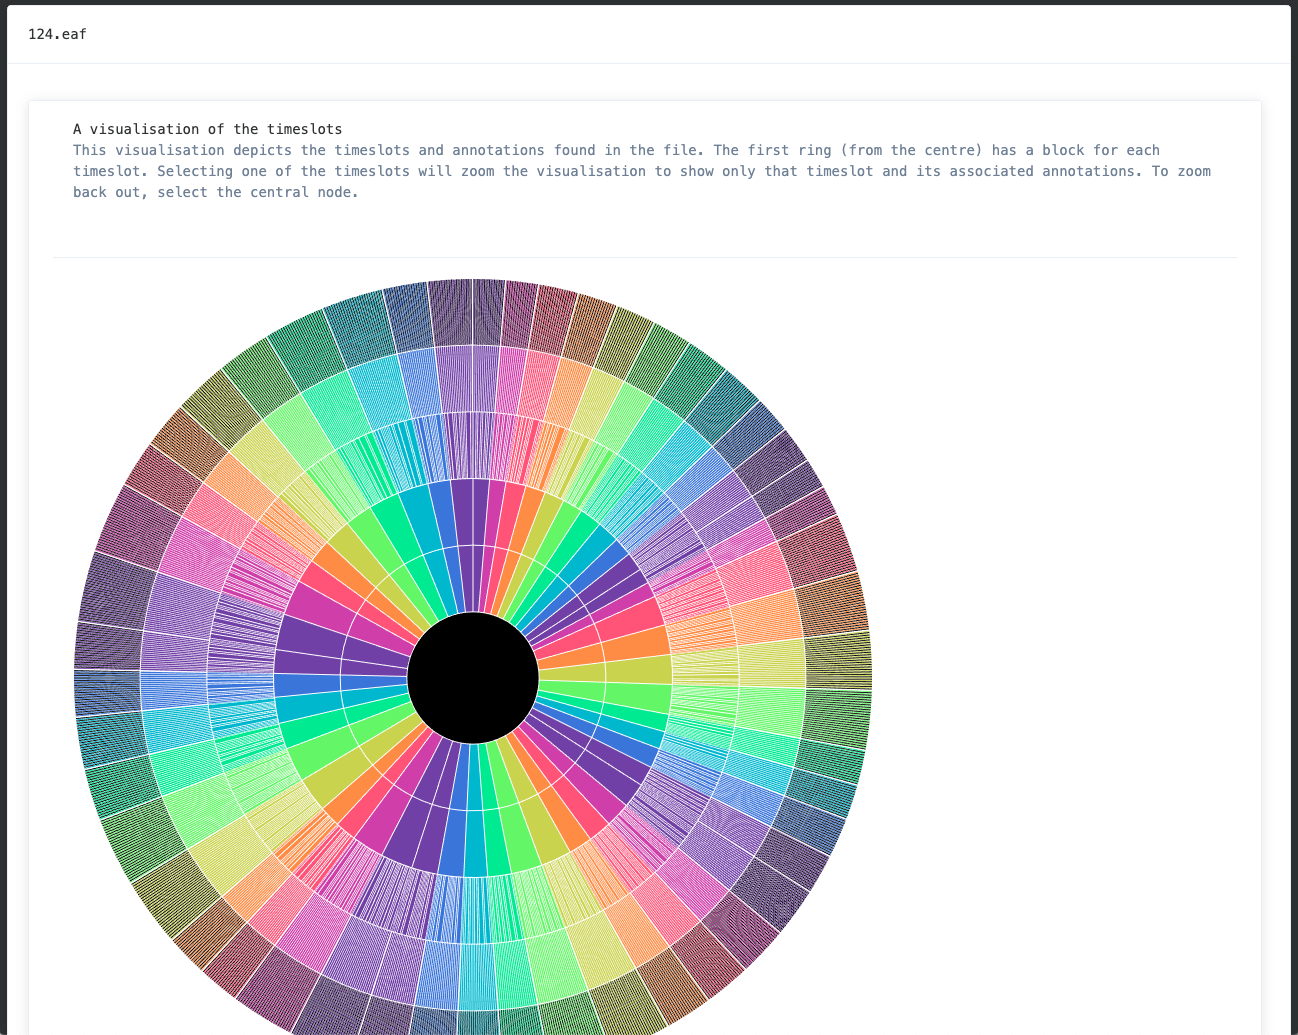 124.eaf
A visualisation of the timeslots
This visualisation depicts the timeslots and annotations found in the file. The first ring (from the centre) has a block for each
timeslot. Selecting one of the timeslots will zoom the visualisation to show only that timeslot and its associated annotations. To zoom
back out, select the central node.